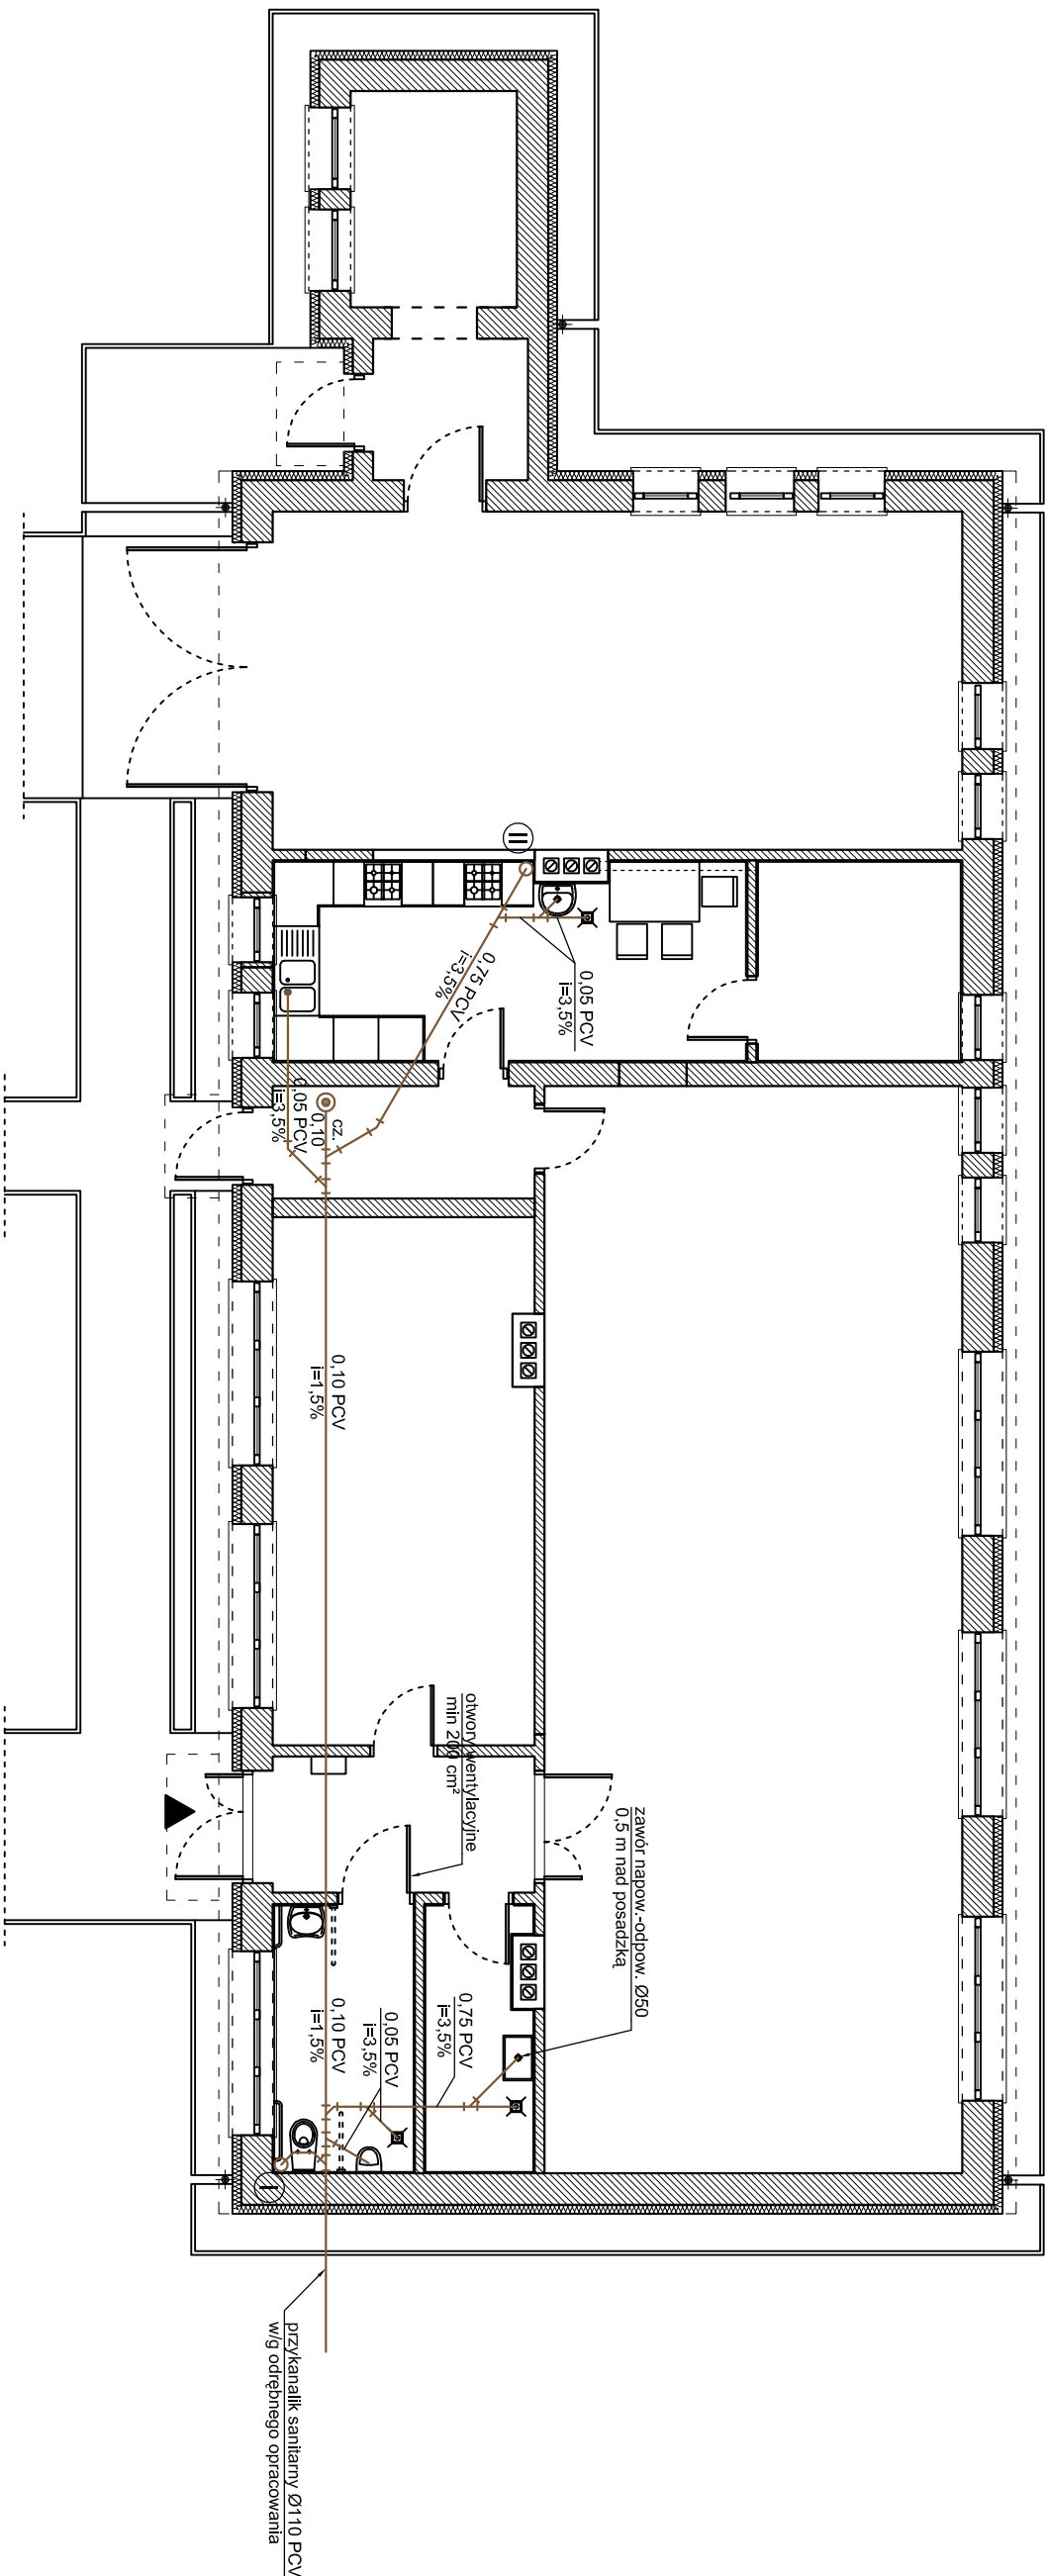 II
0,05 PCV
i=3,5%
0,75 PCV
i=3,5%
cz.
0,10
0,05 PCV
i=3,5%
0,10 PCV
i=1,5%
otwory wentylacyjne
min 200 cm²
zawór napow.-odpow. Ø50
0,5 m nad posadzką
0,75 PCV
i=3,5%
0,05 PCV
i=3,5%
0,10 PCV
i=1,5%
I
przykanalik sanitarny Ø110 PCV
w/g odrębnego opracowania